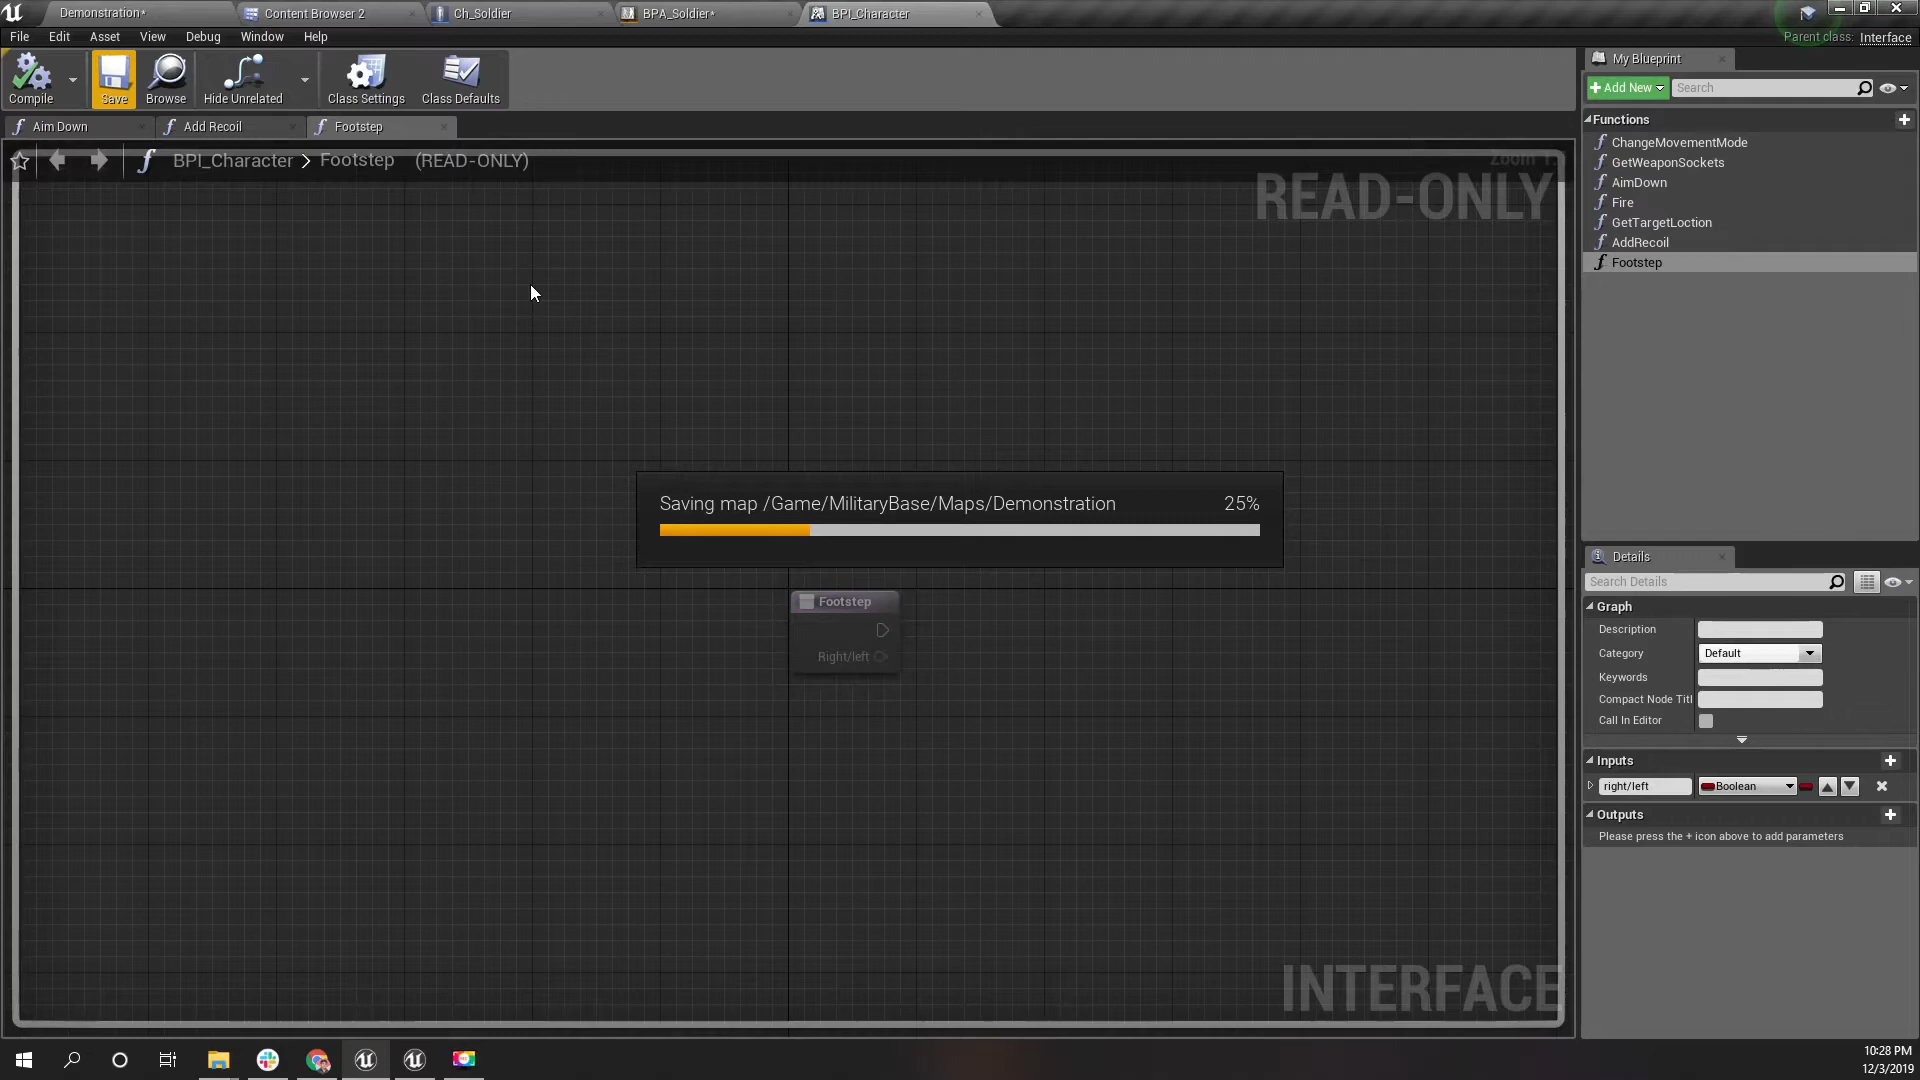 Demonstration*
Content Browser 2
Ch_Soldier
BPA_Soldier*
BPI_Character
File Edit Asset View Debug Window Help
Parent class: Interface
Compile
Save
Browse
Hide Unrelated
Class Settings
Class Defaults
My Blueprint
Add New
Search
Aim Down
Add Recoil
Footstep
BPI_Character > Footstep (READ-ONLY)
READ-ONLY
Functions
ChangeMovementMode
GetWeaponSockets
AimDown
Fire
GetTargetLoction
AddRecoil
Footstep
Saving map /Game/MilitaryBase/Maps/Demonstration 25%
Footstep
Right/left
INTERFACE
Details
Search Details
Graph
Description
Category Default
Keywords
Compact Node Titl
Call In Editor
Inputs
right/left Boolean
Outputs
Please press the + icon above to add parameters
10:28 PM
12/3/2019